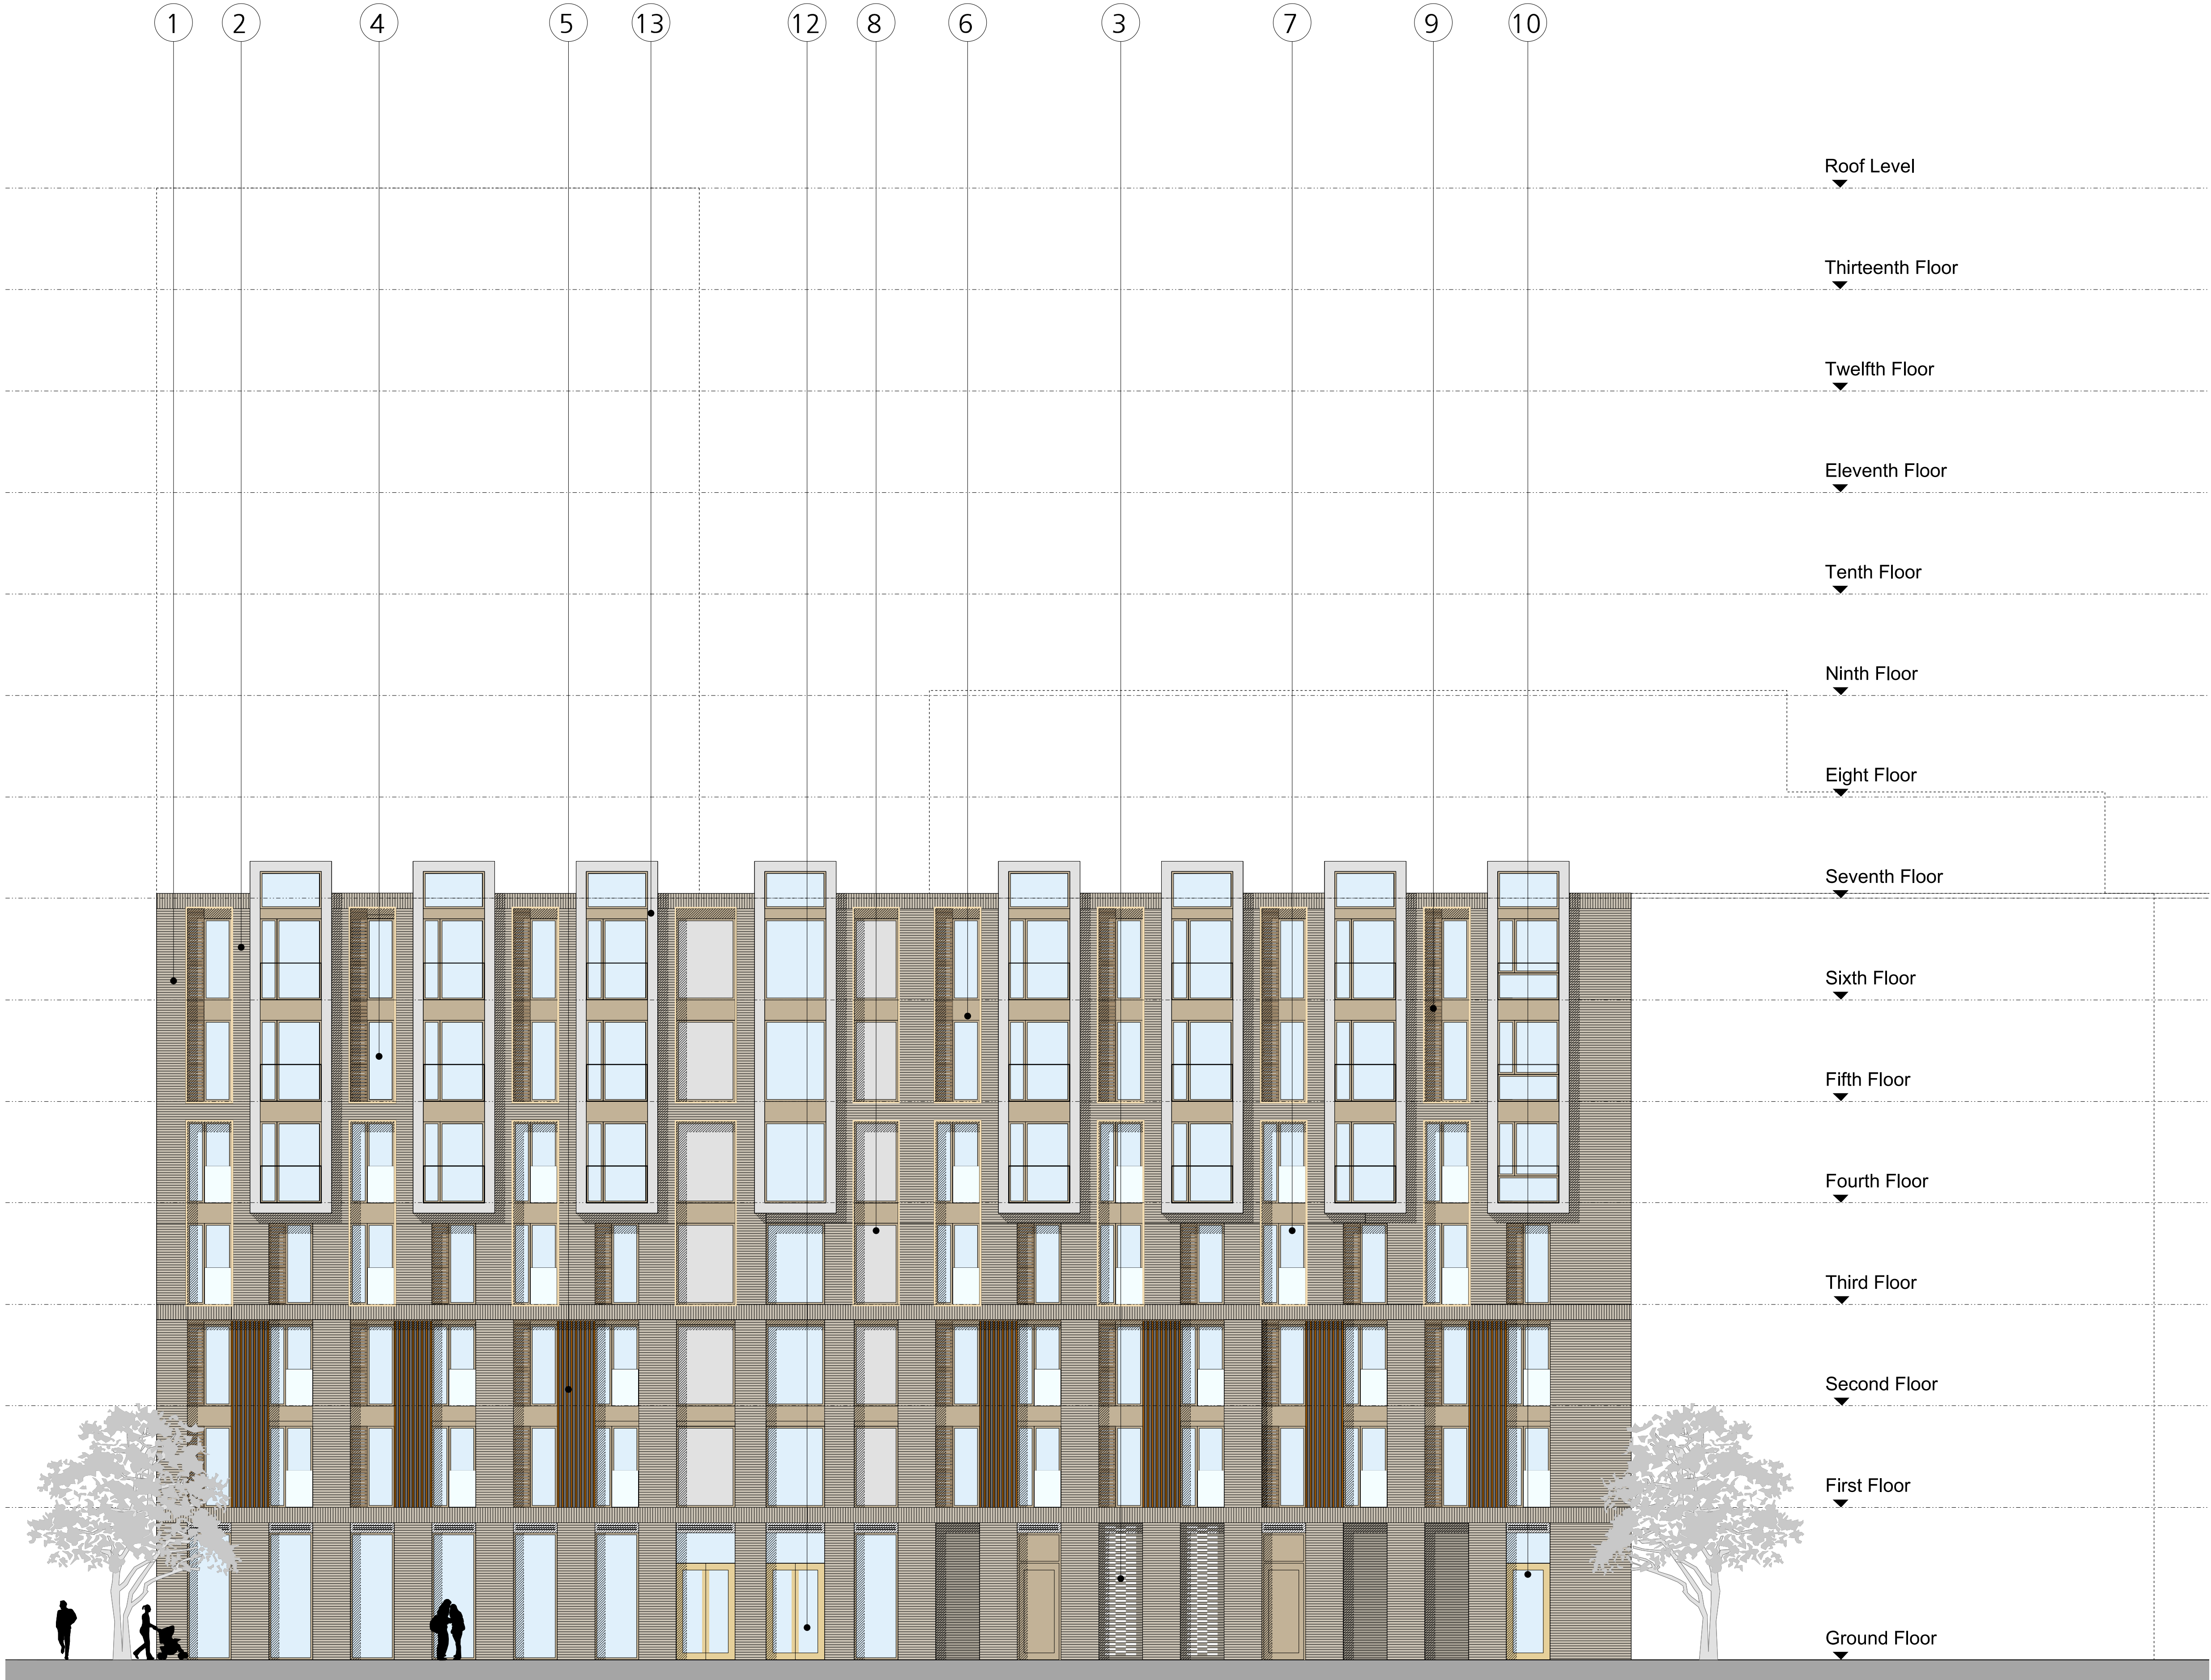 1 2 4 5 13 12 8 6 3 7 9 10
Roof Level
Thirteenth Floor
Twelfth Floor
Eleventh Floor
Tenth Floor
Ninth Floor
Eight Floor
Seventh Floor
Sixth Floor
Fifth Floor
Fourth Floor
Third Floor
Second Floor
First Floor
Ground Floor